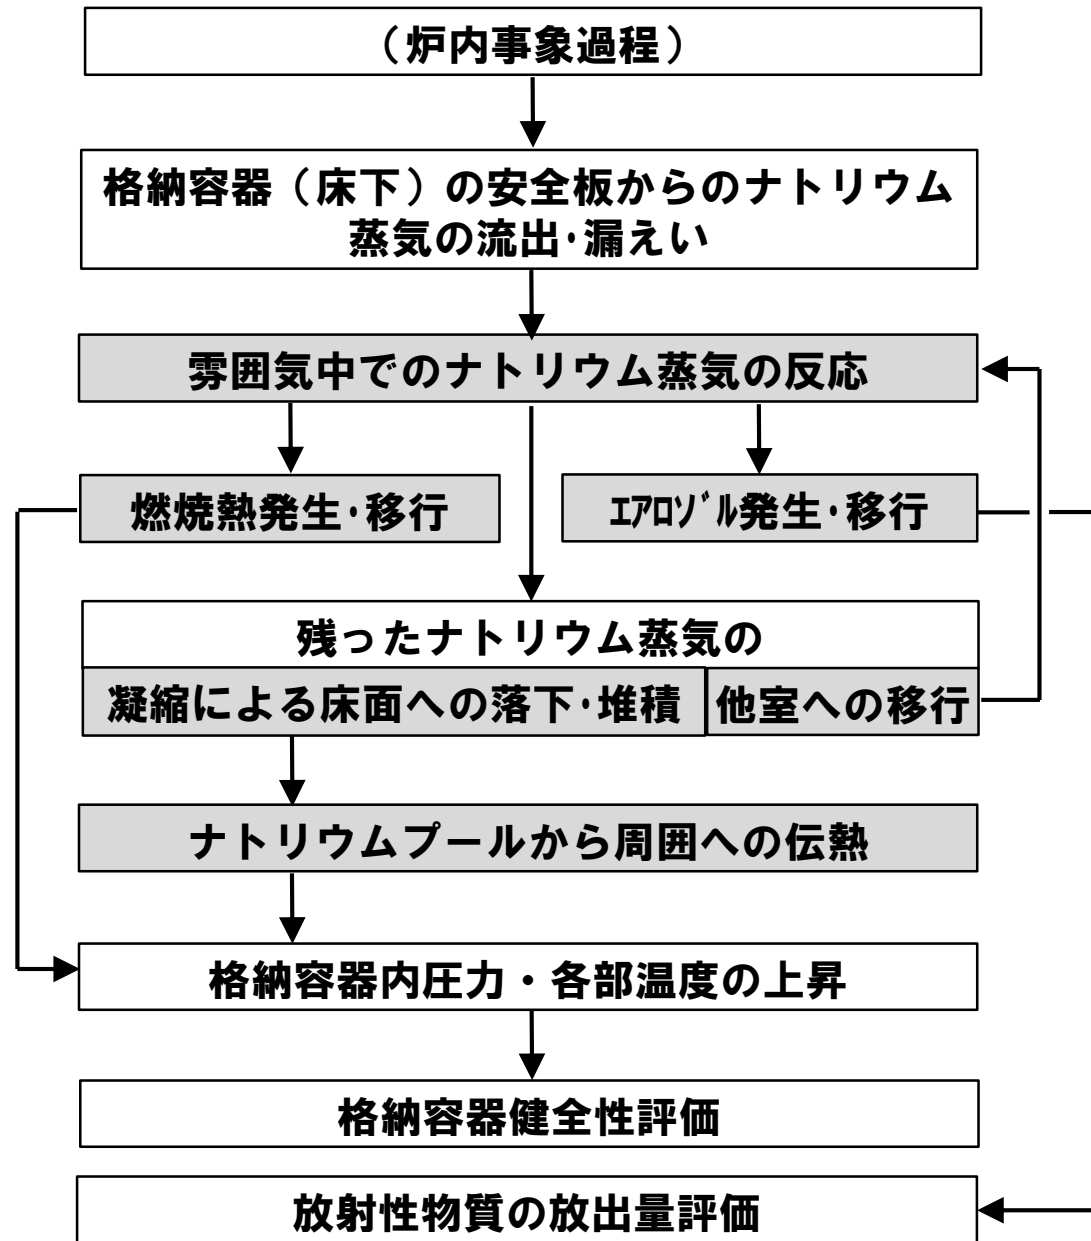 （炉内事象過程）
格納容器（床下）の安全板からのナトリウム
蒸気の流出･漏えい
雰囲気中でのナトリウム蒸気の反応
燃焼熱発生･移行
ｴｱﾛｿﾞﾙ発生･移行
残ったナトリウム蒸気の
凝縮による床面への落下･堆積
他室への移行
ナトリウムプールから周囲への伝熱
格納容器内圧力・各部温度の上昇
格納容器健全性評価
放射性物質の放出量評価